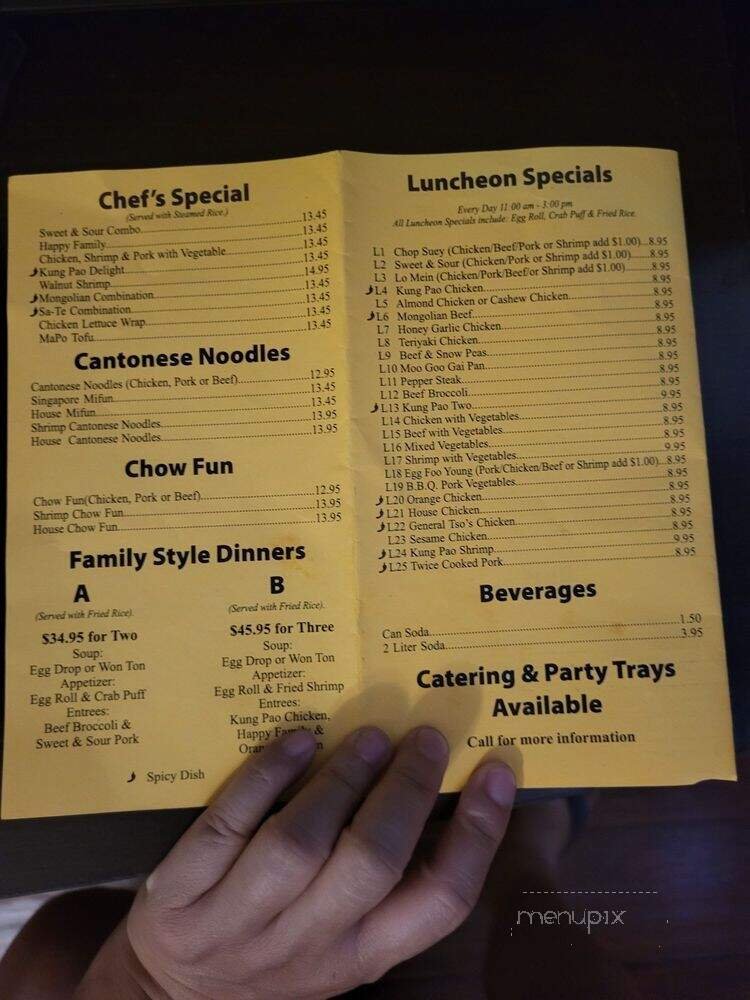 Chef's Special
(Served with Steamed Rice.)
Sweet & Sour Combo 13.45
Happy Family 13.45
Chicken, Shrimp & Pork with Vegetable 13.45
Kung Pao Delight 13.45
Walnut Shrimp 14.95
Mongolian Combination 13.45
Sa-Te Combination 13.45
Chicken Lettuce Wrap 13.45
MaPo Tofu 13.45
Cantonese Noodles
Cantonese Noodles (Chicken, Pork or Beef) 12.95
Singapore Mifun 13.45
House Mifun 13.45
Shrimp Cantonese Noodles 13.95
House Cantonese Noodles 13.95
Chow Fun
Chow Fun(Chicken, Pork or Beef) 12.95
Shrimp Chow Fun 13.95
House Chow Fun 13.95
Family Style Dinners
A
(Served with Fried Rice).
$34.95 for Two
Soup:
Egg Drop or Won Ton
Appetizer:
Egg Roll & Crab Puff
Entrees:
Beef Broccoli &
Sweet & Sour Pork
B
(Served with Fried Rice).
$45.95 for Three
Soup:
Egg Drop or Won Ton
Appetizer:
Egg Roll & Fried Shrimp
Entrees:
Kung Pao Chicken,
Happy &
Spicy Dish
Luncheon Specials
Every Day 11:00 am - 3:00 pm
All Luncheon Specials include: Egg Roll, Crab Puff & Fried Rice.
L1 Chop Suey (Chicken/Beef/Pork or Shrimp add $1.00) 8.95
L2 Sweet & Sour (Chicken/Pork or Shrimp add $1.00) 8.95
L3 Lo Mein (Chicken/Pork/Beef/or Shrimp add $1.00) 8.95
L4 Kung Pao Chicken 8.95
L5 Almond Chicken or Cashew Chicken 8.95
L6 Mongolian Beef 8.95
L7 Honey Garlic Chicken 8.95
L8 Teriyaki Chicken 8.95
L9 Beef & Snow Peas 8.95
L10 Moo Goo Gai Pan 8.95
L11 Pepper Steak 8.95
L12 Beef Broccoli 8.95
L13 Kung Pao Two 9.95
L14 Chicken with Vegetables 8.95
L15 Beef with Vegetables 8.95
L16 Mixed Vegetables 8.95
L17 Shrimp with Vegetables 9.95
L18 Egg Foo Young (Pork/Chicken/Beef or Shrimp add $1.00) 8.95
L19 B.B.Q. Pork Vegetables 8.95
L20 Orange Chicken 8.95
L21 House Chicken 8.95
L22 General Tso's Chicken 8.95
L23 Sesame Chicken 8.95
L24 Kung Pao Shrimp 9.95
L25 Twice Cooked Pork 8.95
Beverages
Can Soda 1.50
2 Liter Soda 3.95
Catering & Party Trays
Available
Call for more information
menupix